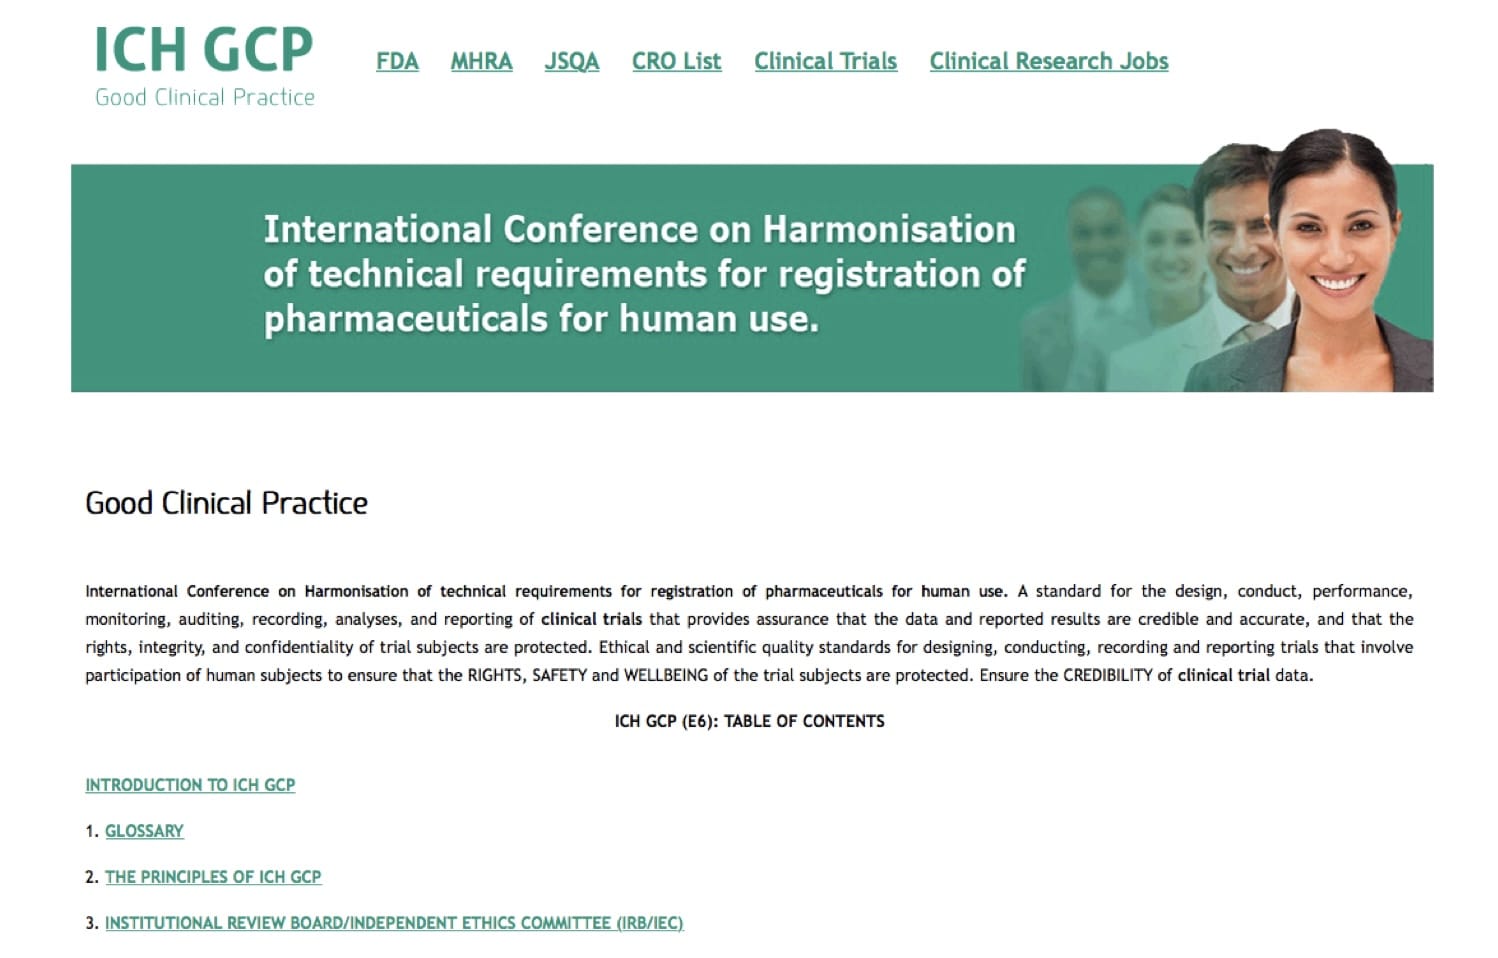 ICH GCP
Good Clinical Practice
FDA MHRA JSQA CRO List Clinical Trials Clinical Research Jobs
International Conference on Harmonisation
of technical requirements for registration of
pharmaceuticals for human use.
Good Clinical Practice
International Conference on Harmonisation of technical requirements for registration of pharmaceuticals for human use. A standard for the design, conduct, performance,
monitoring, auditing, recording, analyses, and reporting of clinical trials that provides assurance that the data and reported results are credible and accurate, and that the
rights, integrity, and confidentiality of trial subjects are protected. Ethical and scientific quality standards for designing, conducting, recording and reporting trials that involve
participation of human subjects to ensure that the RIGHTS, SAFETY and WELLBEING of the trial subjects are protected. Ensure the CREDIBILITY of clinical trial data.
ICH GCP (E6): TABLE OF CONTENTS
INTRODUCTION TO ICH GCP
1. GLOSSARY
2. THE PRINCIPLES OF ICH GCP
3. INSTITUTIONAL REVIEW BOARD/INDEPENDENT ETHICS COMMITTEE (IRB/IEC)